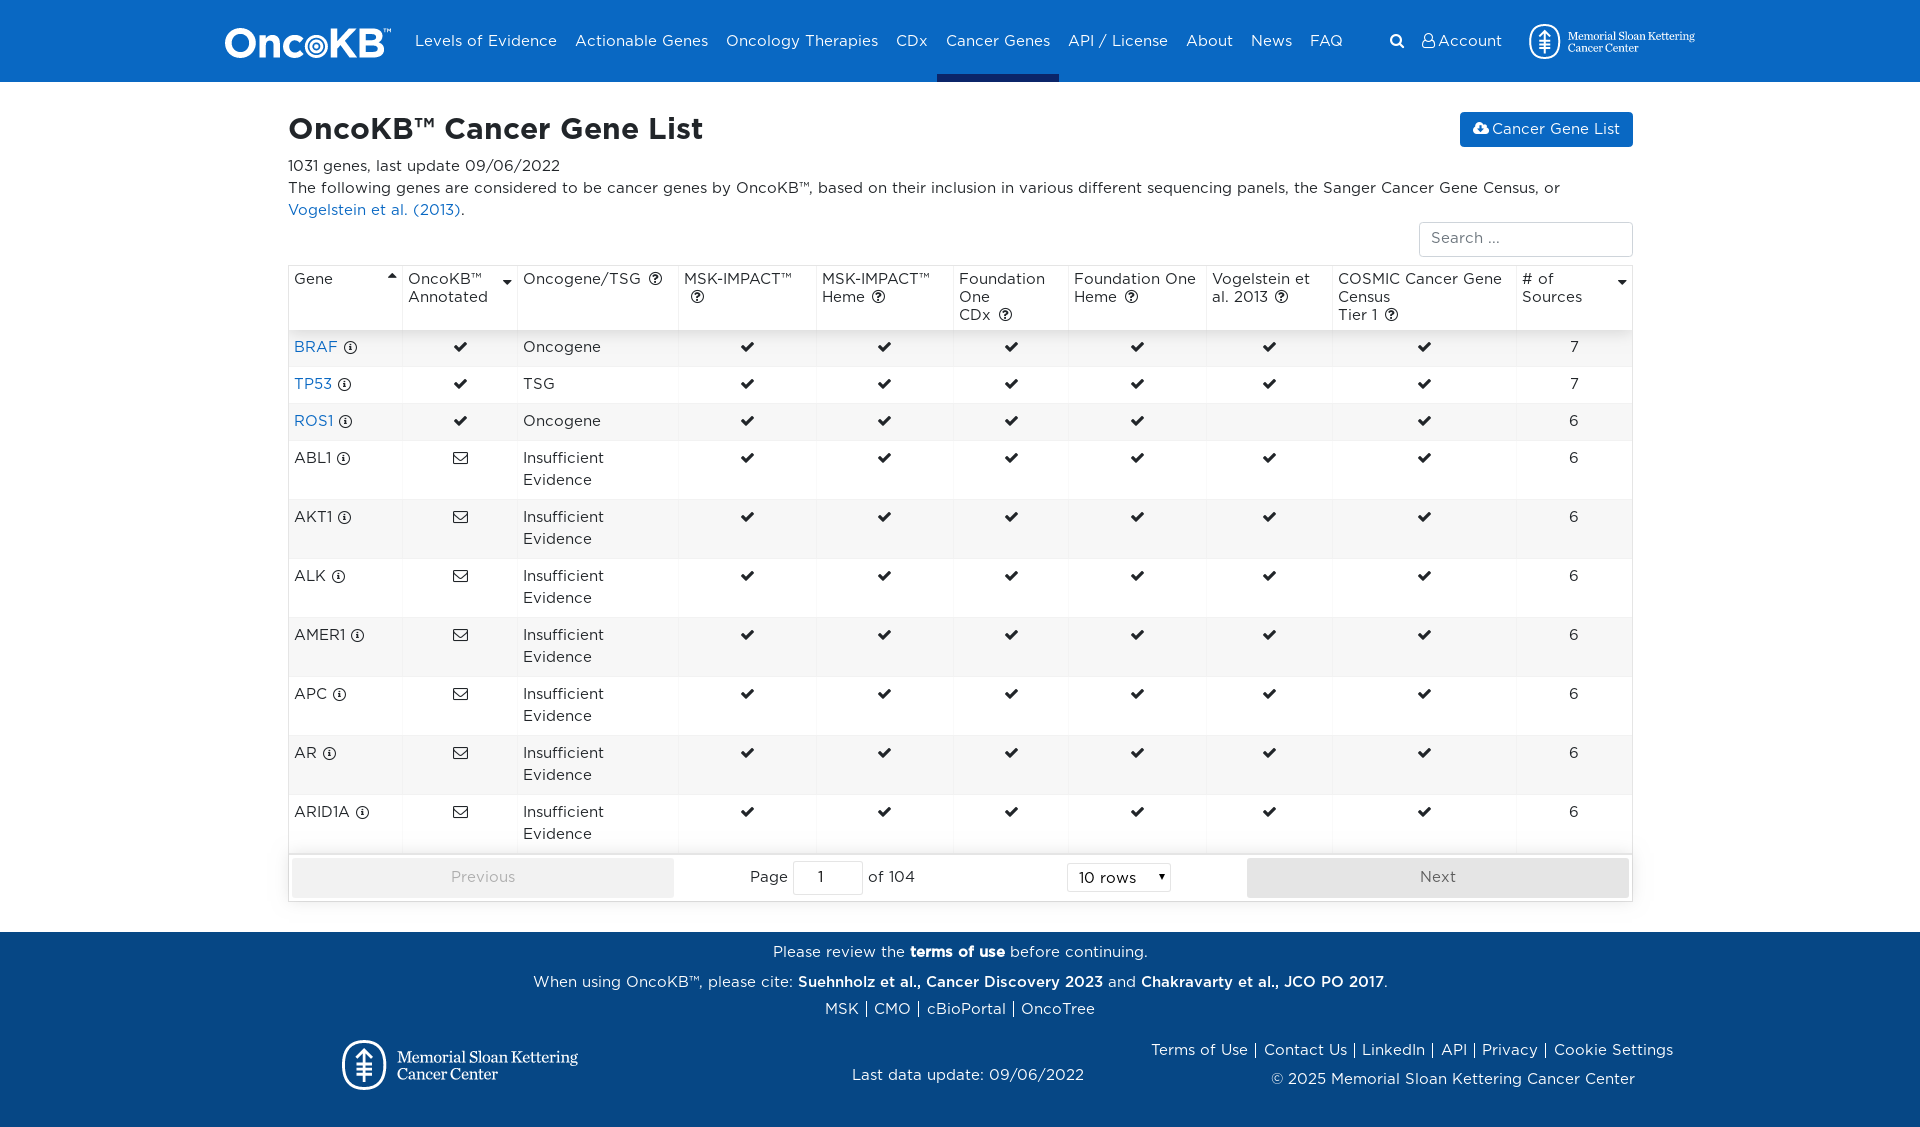 OncoKB™ Levels of Evidence Actionable Genes Oncology Therapies CDx Cancer Genes API / License About News FAQ Account Memorial Sloan Kettering
Cancer Center
OncoKB™ Cancer Gene List
Cancer Gene List
1031 genes, last update 09/06/2022
The following genes are considered to be cancer genes by OncoKB™, based on their inclusion in various different sequencing panels, the Sanger Cancer Gene Census, or
Vogelstein et al. (2013).
Search ...
Gene
OncoKB™
Annotated
Oncogene/TSG
MSK-IMPACT™
MSK-IMPACT™
Heme
Foundation
One
CDx
Foundation One
Heme
Vogelstein et
al. 2013
COSMIC Cancer Gene
Census
Tier 1
# of
Sources
BRAF Oncogene 7
TP53 TSG 7
ROS1 Oncogene 6
ABL1 Insufficient 6
Evidence
AKT1 Insufficient 6
Evidence
ALK Insufficient 6
Evidence
AMER1 Insufficient 6
Evidence
APC Insufficient 6
Evidence
AR Insufficient 6
Evidence
ARID1A Insufficient 6
Evidence
Previous Page 1 of 104 10 rows Next
Please review the terms of use before continuing.
When using OncoKB™, please cite: Suehnholz et al., Cancer Discovery 2023 and Chakravarty et al., JCO PO 2017.
MSK | CMO | cBioPortal | OncoTree
Memorial Sloan Kettering
Cancer Center
Last data update: 09/06/2022
Terms of Use | Contact Us | LinkedIn | API | Privacy | Cookie Settings
© 2025 Memorial Sloan Kettering Cancer Center